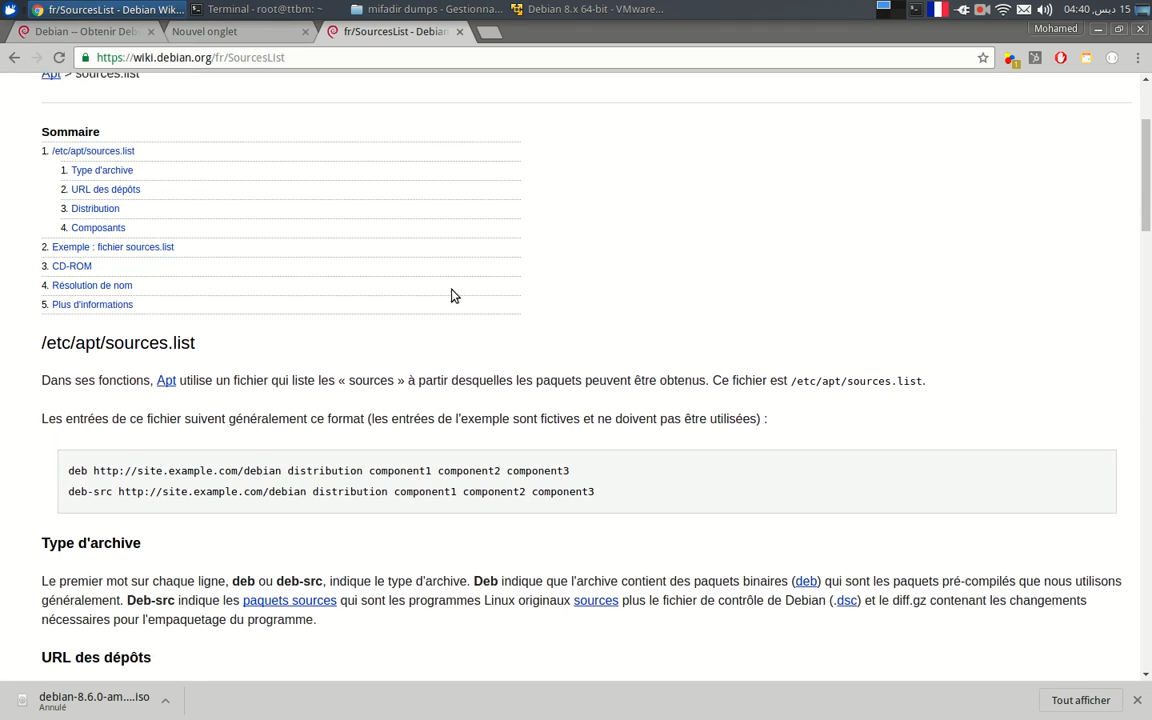 fr/SourcesList - Debian Wik...
Terminal - root@ttbm: ~
mifadir dumps - Gestionna...
Debian 8.x 64-bit - VMware...
15 ديس, 04:40
Debian -- Obtenir Deb
Nouvel onglet
fr/SourcesList - Debian
Mohamed
https://wiki.debian.org/fr/SourcesList
Apt > sources.list
Sommaire
1. /etc/apt/sources.list
1. Type d'archive
2. URL des dépôts
3. Distribution
4. Composants
2. Exemple : fichier sources.list
3. CD-ROM
4. Résolution de nom
5. Plus d'informations
/etc/apt/sources.list
Dans ses fonctions, Apt utilise un fichier qui liste les « sources » à partir desquelles les paquets peuvent être obtenus. Ce fichier est /etc/apt/sources.list.
Les entrées de ce fichier suivent généralement ce format (les entrées de l'exemple sont fictives et ne doivent pas être utilisées) :
deb http://site.example.com/debian distribution component1 component2 component3
deb-src http://site.example.com/debian distribution component1 component2 component3
Type d'archive
Le premier mot sur chaque ligne, deb ou deb-src, indique le type d'archive. Deb indique que l'archive contient des paquets binaires (deb) qui sont les paquets pré-compilés que nous utilisons
généralement. Deb-src indique les paquets sources qui sont les programmes Linux originaux sources plus le fichier de contrôle de Debian (.dsc) et le diff.gz contenant les changements
nécessaires pour l'empaquetage du programme.
URL des dépôts
debian-8.6.0-am....iso
Annulé
Tout afficher